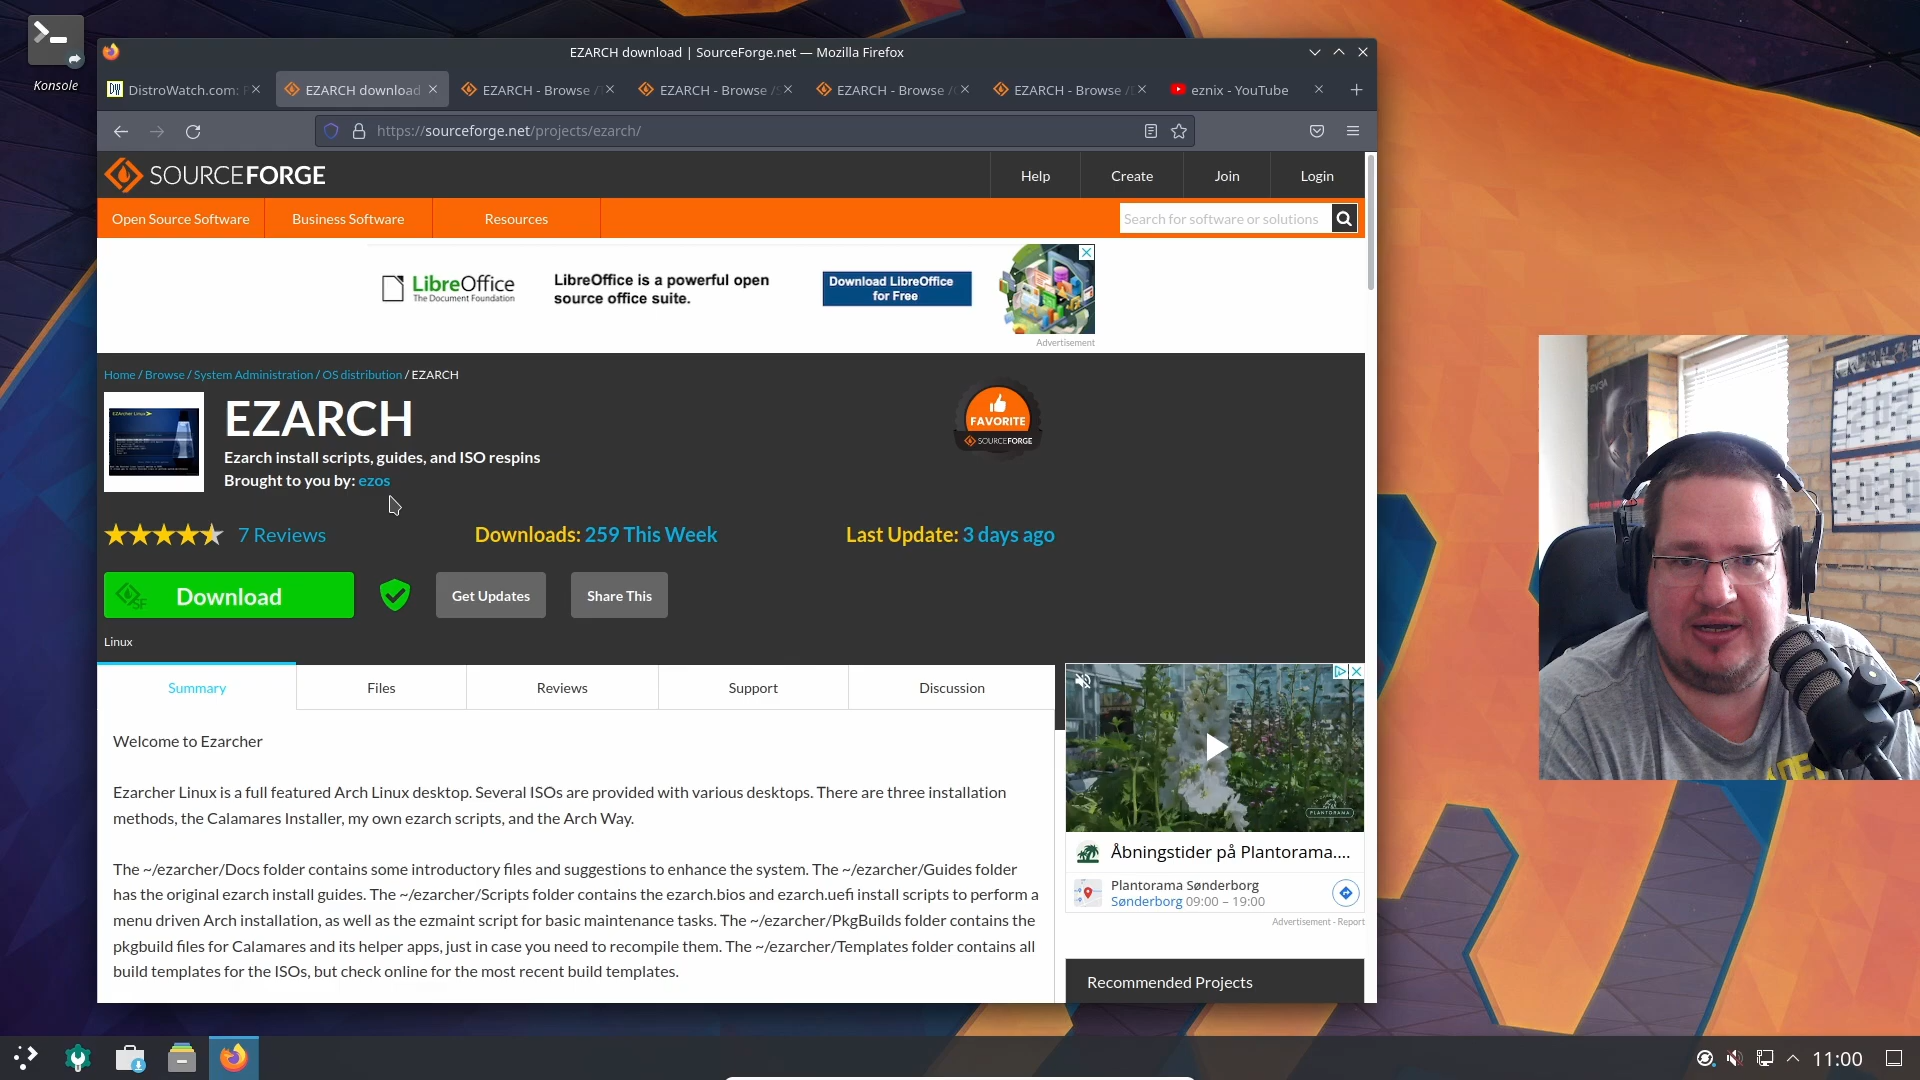 Konsole
EZARCH download | SourceForge.net — Mozilla Firefox
DistroWatch.com:
EZARCH download
EZARCH - Browse /
EZARCH - Browse /
EZARCH - Browse /
EZARCH - Browse /
eznix - YouTube
https://sourceforge.net/projects/ezarch/
SOURCEFORGE
Help
Create
Join
Login
Open Source Software
Business Software
Resources
Search for software or solutions
LibreOffice
The Document Foundation
LibreOffice is a powerful open
source office suite.
Download LibreOffice
for Free
Advertisement
Home / Browse / System Administration / OS distribution / EZARCH
EZARCH
Ezarch install scripts, guides, and ISO respins
Brought to you by: ezos
FAVORITE
SOURCEFORGE
7 Reviews
Downloads: 259 This Week
Last Update: 3 days ago
SF
Download
Get Updates
Share This
Linux
Summary
Files
Reviews
Support
Discussion
Welcome to Ezarcher
Ezarcher Linux is a full featured Arch Linux desktop. Several ISOs are provided with various desktops. There are three installation
methods, the Calamares Installer, my own ezarch scripts, and the Arch Way.
The ~/ezarcher/Docs folder contains some introductory files and suggestions to enhance the system. The ~/ezarcher/Guides folder
has the original ezarch install guides. The ~/ezarcher/Scripts folder contains the ezarch.bios and ezarch.uefi install scripts to perform a
menu driven Arch installation, as well as the ezmaint script for basic maintenance tasks. The ~/ezarcher/PkgBuilds folder contains the
pkgbuild files for Calamares and its helper apps, just in case you need to recompile them. The ~/ezarcher/Templates folder contains all
build templates for the ISOs, but check online for the most recent build templates.
PLANTORAMA
Åbningstider på Plantorama....
Plantorama Sønderborg
Sønderborg 09:00 – 19:00
Advertisement - Report
Recommended Projects
11:00